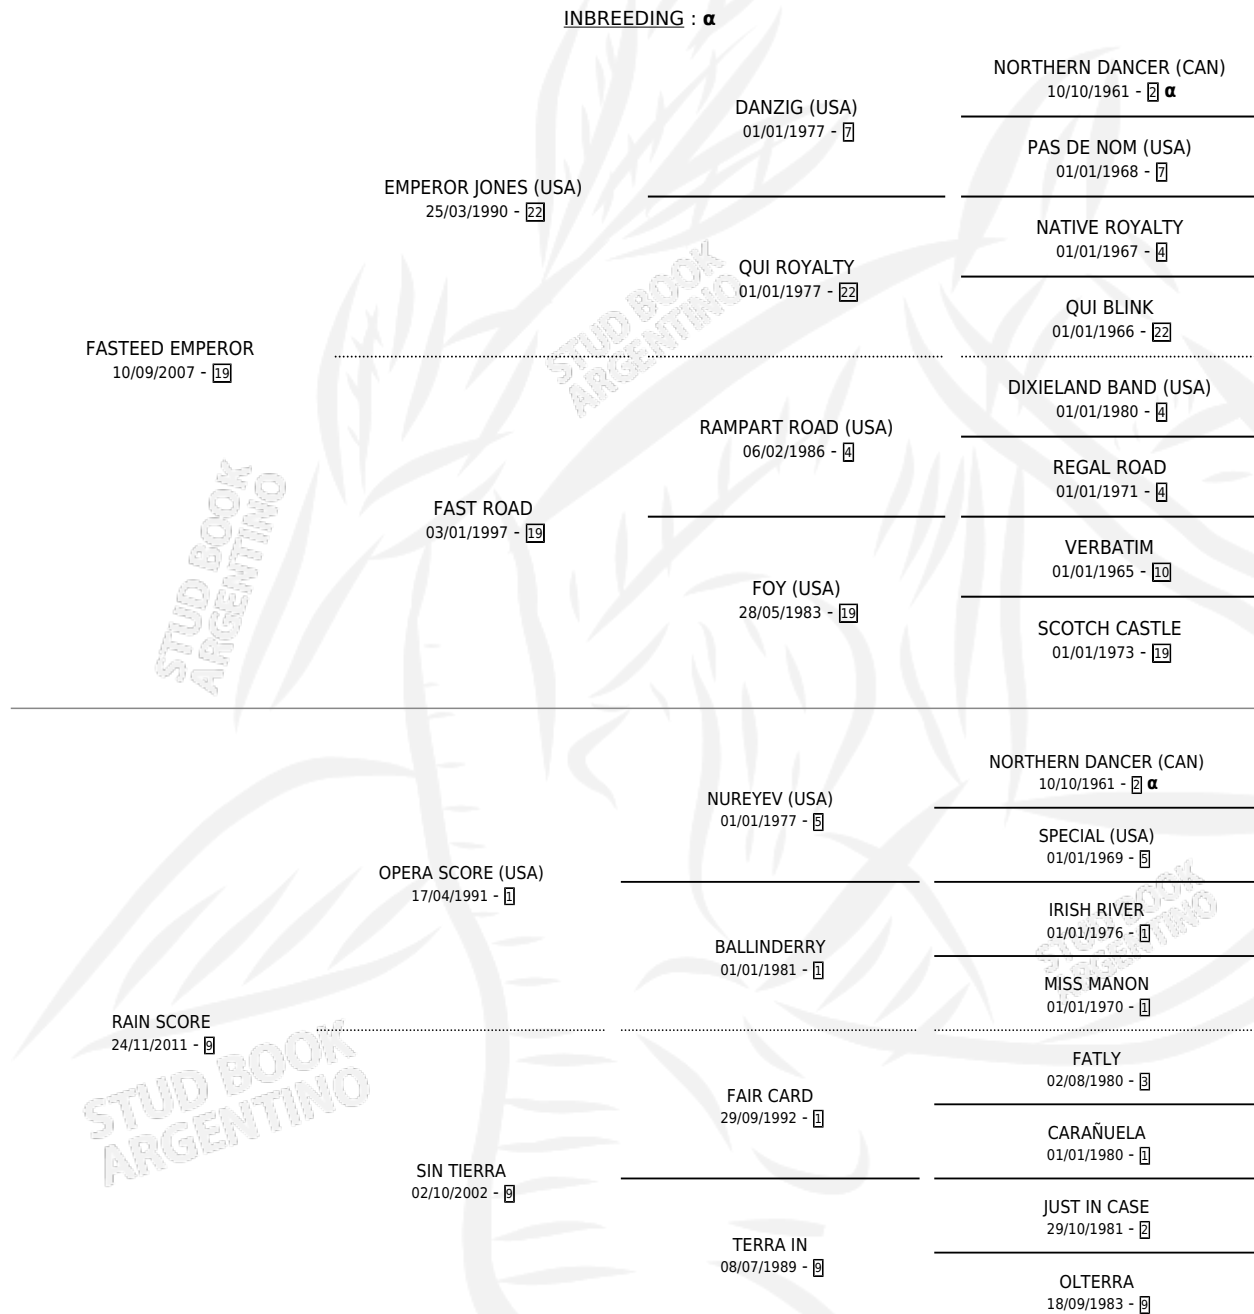 INBREEDING : α
NORTHERN DANCER (CAN)
10/10/1961 - 2 α
DANZIG (USA)
01/01/1977 - 7
PAS DE NOM (USA)
01/01/1968 - 7
EMPEROR JONES (USA)
25/03/1990 - 22
NATIVE ROYALTY
01/01/1967 - 4
QUI ROYALTY
01/01/1977 - 22
QUI BLINK
01/01/1966 - 22
STUD BOOK
ARGENTINO
FASTEED EMPEROR
10/09/2007 - 19
DIXIELAND BAND (USA)
01/01/1980 - 4
RAMPART ROAD (USA)
06/02/1986 - 4
REGAL ROAD
01/01/1971 - 4
FAST ROAD
03/01/1997 - 19
VERBATIM
01/01/1965 - 10
FOY (USA)
28/05/1983 - 19
SCOTCH CASTLE
01/01/1973 - 19
STUD BOOK
ARGENTINO
NORTHERN DANCER (CAN)
10/10/1961 - 2 α
NUREYEV (USA)
01/01/1977 - 5
SPECIAL (USA)
01/01/1969 - 5
OPERA SCORE (USA)
17/04/1991 - 1
IRISH RIVER
01/01/1976 - 1
BALLINDERRY
01/01/1981 - 1
MISS MANON
01/01/1970 - 1
STUD BOOK
ARGENTINO
RAIN SCORE
24/11/2011 - 9
FATLY
02/08/1980 - 3
FAIR CARD
29/09/1992 - 1
CARAÑUELA
01/01/1980 - 1
SIN TIERRA
02/10/2002 - 9
JUST IN CASE
29/10/1981 - 2
TERRA IN
08/07/1989 - 9
OLTERRA
18/09/1983 - 9
STUD BOOK
ARGENTINO